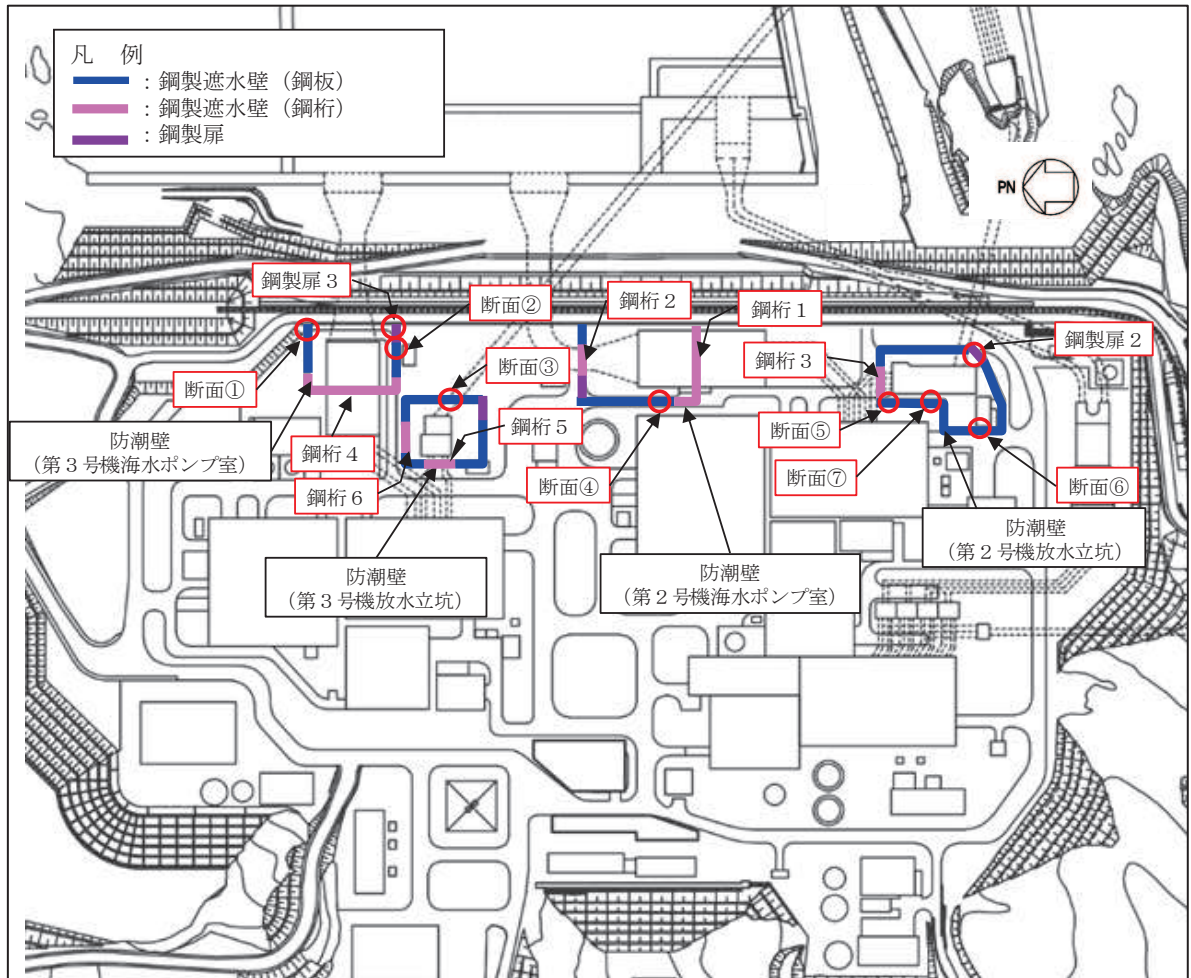 凡　例
：鋼製遮水壁（鋼板）
：鋼製遮水壁（鋼桁）
：鋼製扉
PN
鋼製扉３
断面②
鋼桁２
鋼桁１
断面③
鋼桁３
鋼製扉２
断面①
防潮壁
（第３号機海水ポンプ室）
鋼桁４
鋼桁５
鋼桁６
断面④
断面⑤
断面⑦
断面⑥
防潮壁
（第３号機放水立坑）
防潮壁
（第２号機海水ポンプ室）
防潮壁
（第２号機放水立坑）